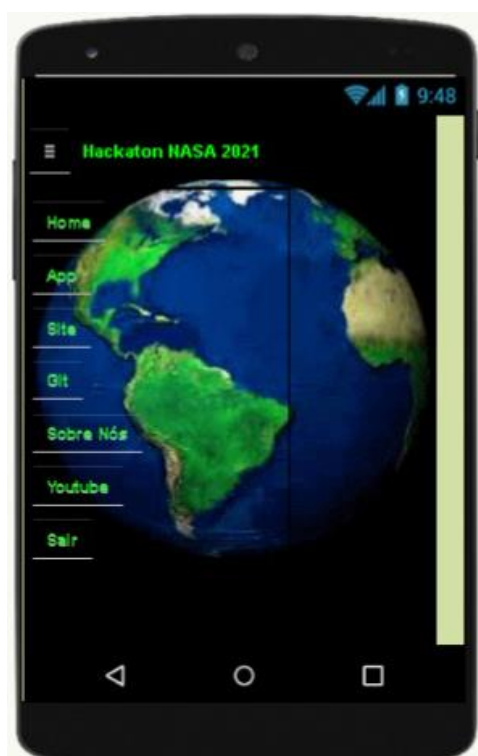 9:48
Hackaton NASA 2021
Home
App
Site
Git
Sobre Nós
Youtube
Sair